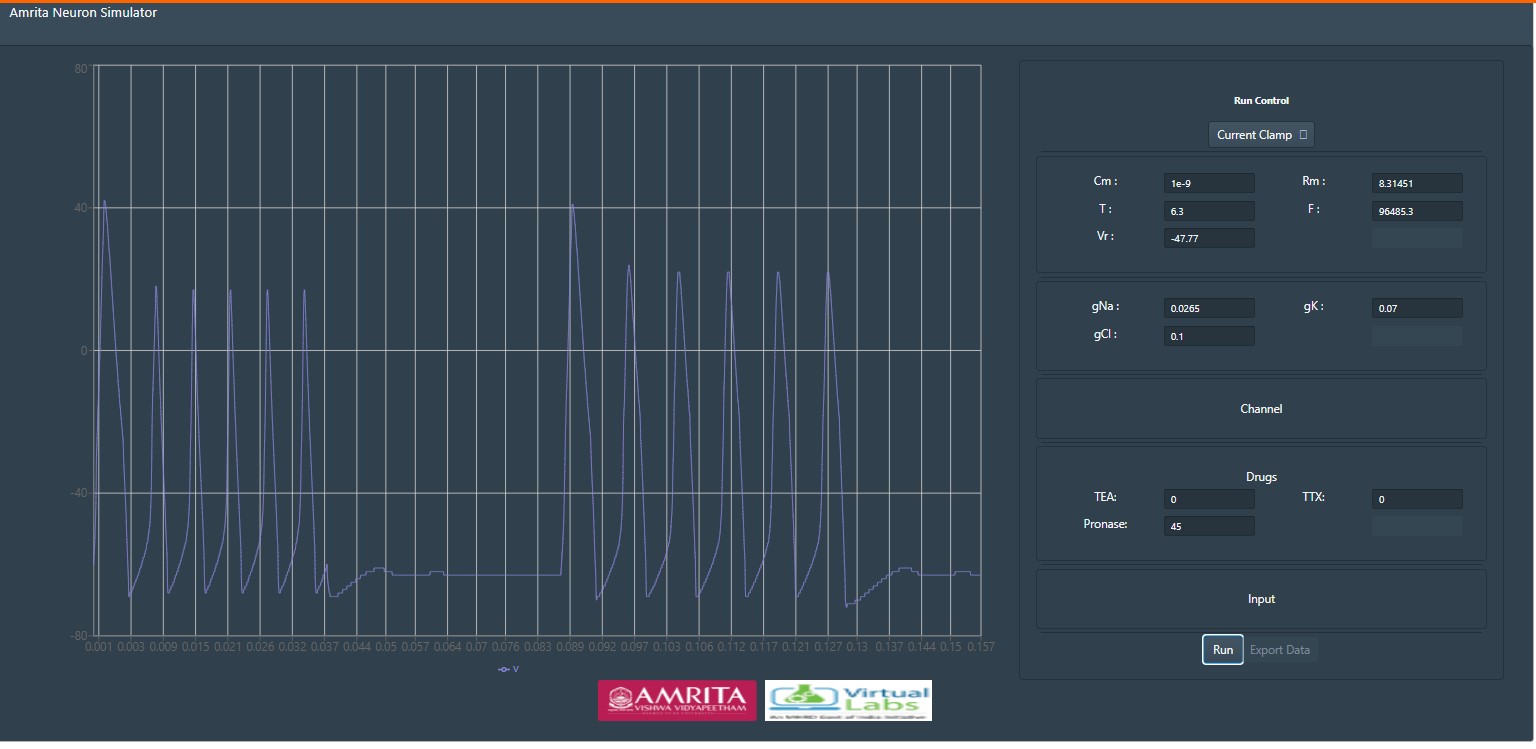 Amrita Neuron Simulator
80
40
0
-40
-80
0.001 0.003 0.009 0.015 0.021 0.026 0.032 0.037 0.044 0.05 0.057 0.064 0.07 0.076 0.083 0.089 0.092 0.097 0.103 0.106 0.112 0.117 0.121 0.127 0.13 0.137 0.144 0.15 0.157
V
Run Control
Current Clamp
Cm : 1e-9 Rm : 8.31451
T : 6.3 F : 96485.3
Vr : -47.77
gNa : 0.0265 gK : 0.07
gCl : 0.1
Channel
Drugs
TEA: 0 TTX: 0
Pronase: 45
Input
Run Export Data
AMRITA
VISHWA VIDYAPEETHAM
Virtual
Labs